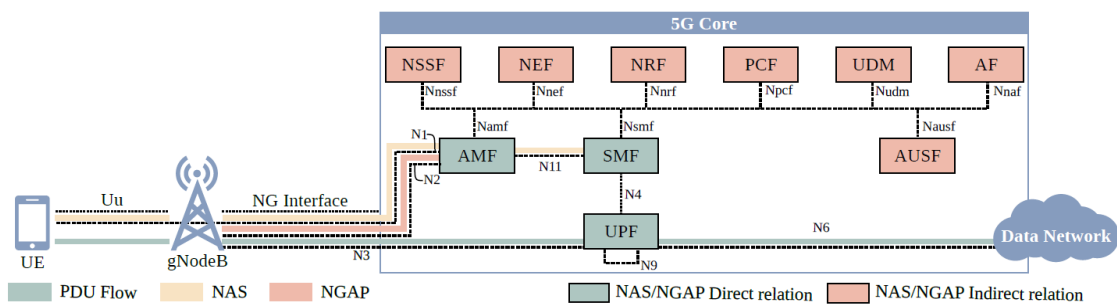 5G Core
NSSF NEF NRF PCF UDM AF
Nnssf Nnef Nnrf Npcf Nudm Nnaf
Namf Nsmf Nausf
N1
AMF SMF AUSF
N2 N11
Uu NG Interface N4
UPF N6 Data Network
UE gNodeB N3 N9
PDU Flow NAS NGAP NAS/NGAP Direct relation NAS/NGAP Indirect relation